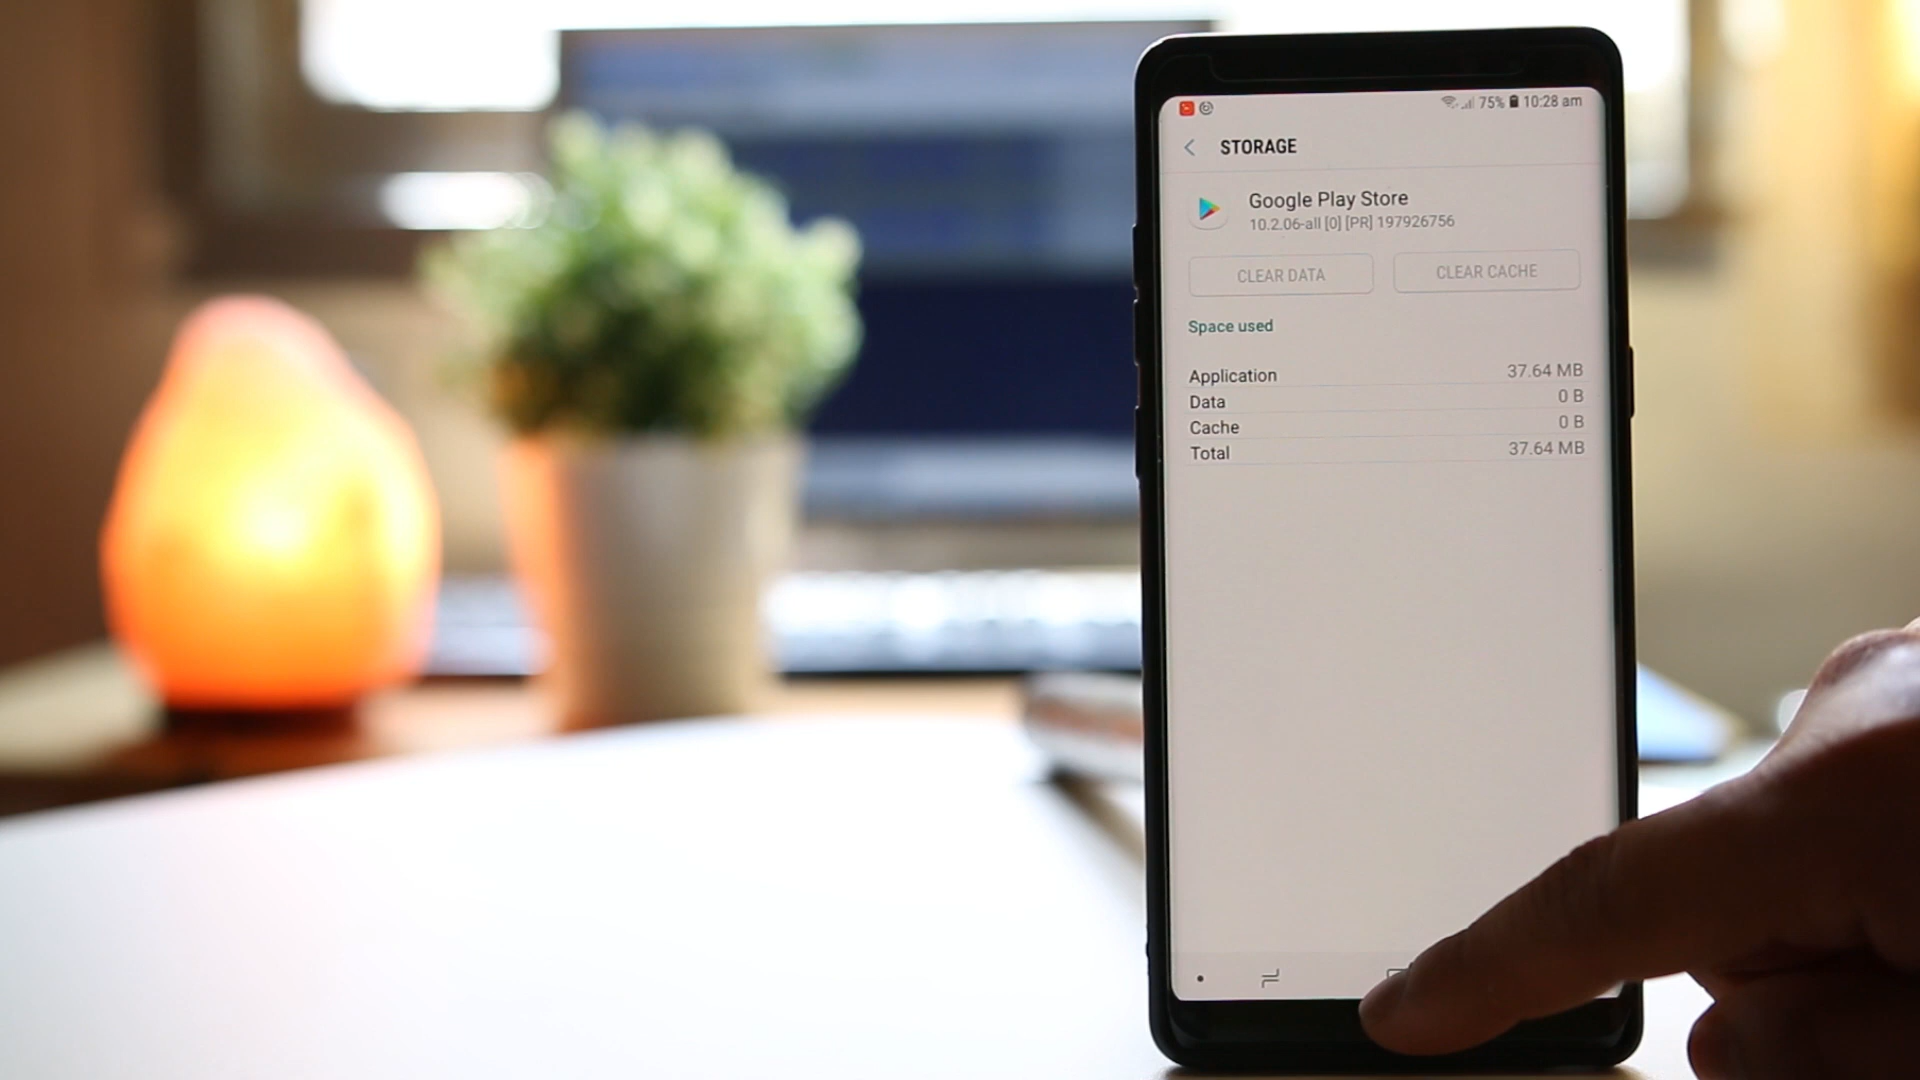 75% 10:28 am
STORAGE
Google Play Store
10.2.06-all [0] [PR] 197926756
CLEAR DATA CLEAR CACHE
Space used
Application 37.64 MB
Data 0 B
Cache 0 B
Total 37.64 MB